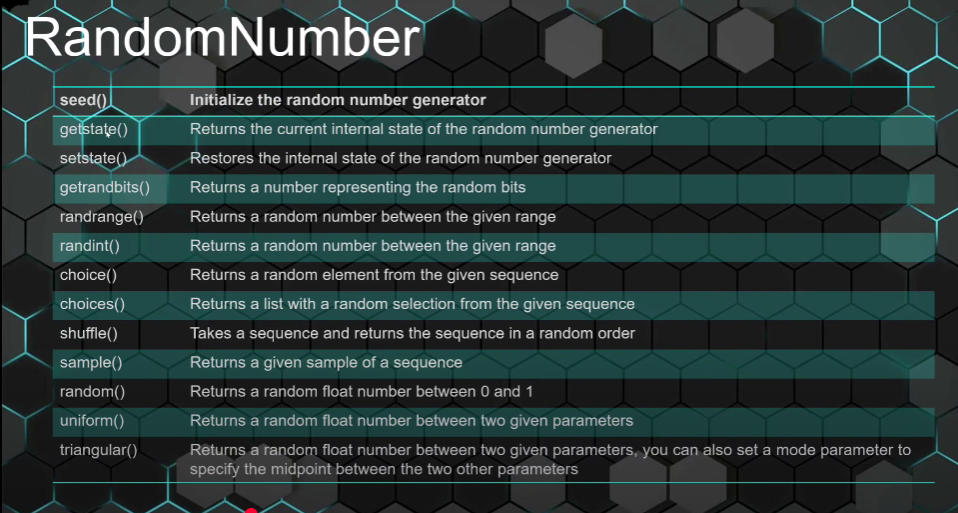 RandomNumber
seed() Initialize the random number generator
getstate() Returns the current internal state of the random number generator
setstate() Restores the internal state of the random number generator
getrandbits() Returns a number representing the random bits
randrange() Returns a random number between the given range
randint() Returns a random number between the given range
choice() Returns a random element from the given sequence
choices() Returns a list with a random selection from the given sequence
shuffle() Takes a sequence and returns the sequence in a random order
sample() Returns a given sample of a sequence
random() Returns a random float number between 0 and 1
uniform() Returns a random float number between two given parameters
triangular() Returns a random float number between two given parameters, you can also set a mode parameter to
specify the midpoint between the two other parameters